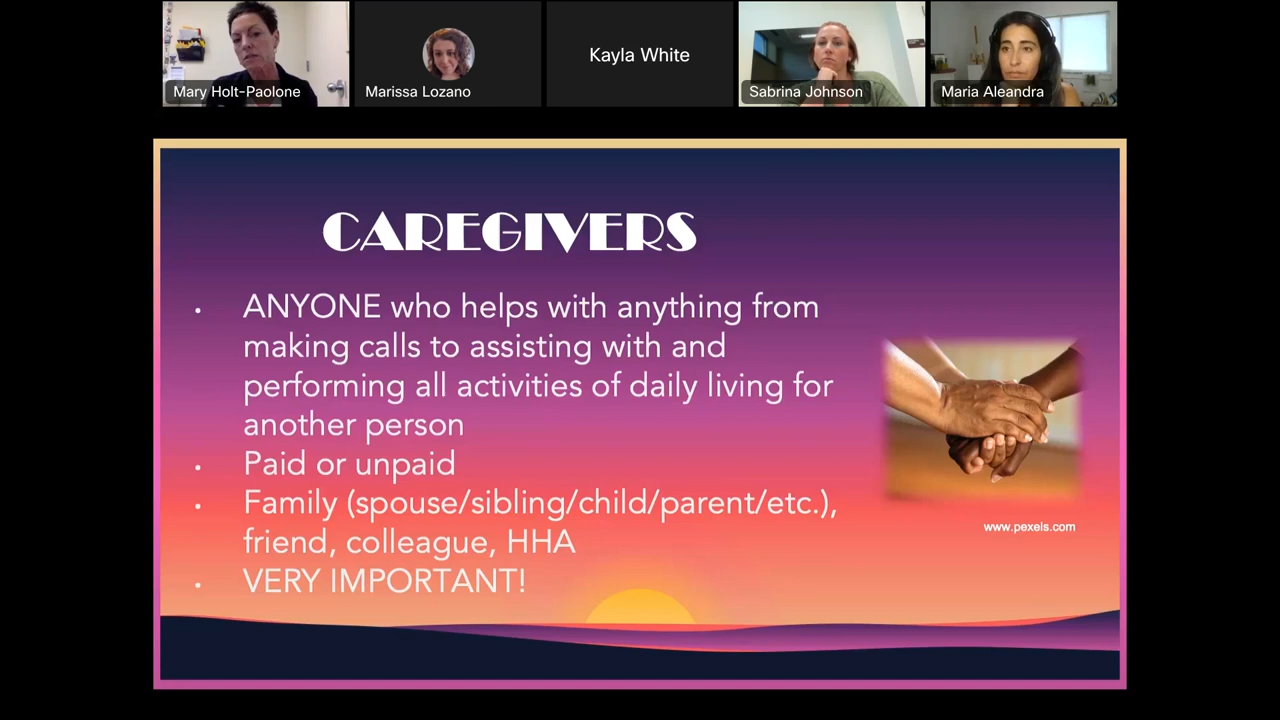 Mary Holt-Paolone
Marissa Lozano
Kayla White
Sabrina Johnson
Maria Aleandra
CAREGIVERS
• ANYONE who helps with anything from
making calls to assisting with and
performing all activities of daily living for
another person
• Paid or unpaid
• Family (spouse/sibling/child/parent/etc.),
friend, colleague, HHA
• VERY IMPORTANT!
www.pexels.com